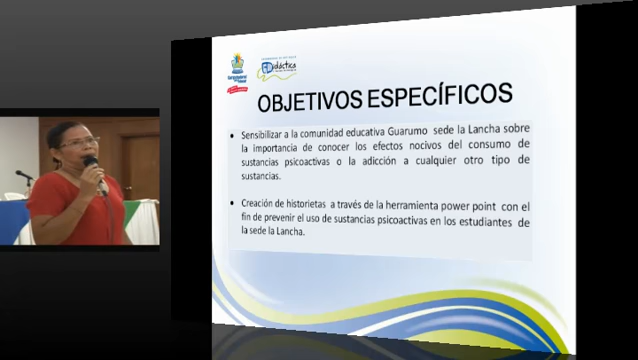 Didáctica
OBJETIVOS ESPECÍFICOS
• Sensibilizar a la comunidad educativa Guarumo sede la Lancha sobre
la importancia de conocer los efectos nocivos del consumo de
sustancias psicoactivas o la adicción a cualquier otro tipo de
sustancias.
• Creación de historietas a través de la herramienta power point con el
fin de prevenir el uso de sustancias psicoactivas en los estudiantes de
la sede la Lancha.